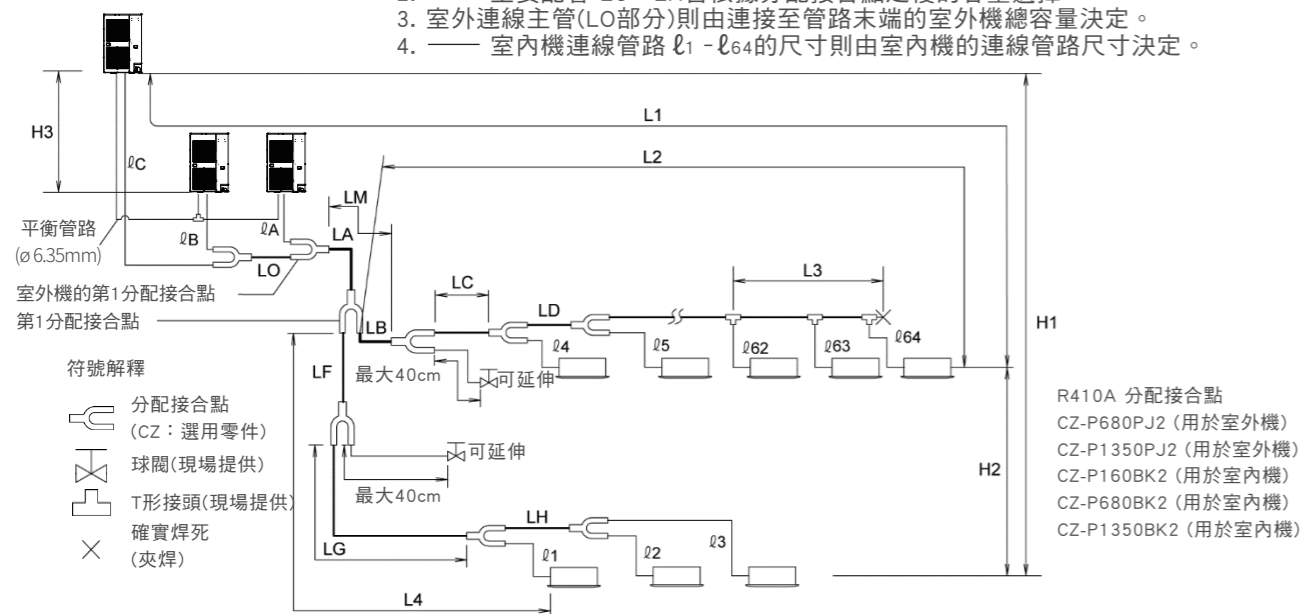 3. 室外連線主管(LO部分)則由連接至管路末端的室外機總容量決定。
4. —— 室內機連線管路 ℓ1 -ℓ64的尺寸則由室內機的連線管路尺寸決定。
H3
L1
L2
ℓC
LM
平衡管路
(ø 6.35mm)
ℓB
ℓA
LA
LO
室外機的第1分配接合點
第1分配接合點
LB
LC
LD
L3
H1
ℓ4
ℓ5
ℓ62
ℓ63
ℓ64
最大40cm
可延伸
LF
符號解釋
分配接合點
(CZ：選用零件)
球閥(現場提供)
T形接頭(現場提供)
確實焊死
(夾焊)
可延伸
最大40cm
H2
LG
LH
ℓ1
ℓ2
ℓ3
L4
R410A 分配接合點
CZ-P680PJ2 (用於室外機)
CZ-P1350PJ2 (用於室外機)
CZ-P160BK2 (用於室內機)
CZ-P680BK2 (用於室內機)
CZ-P1350BK2 (用於室內機)